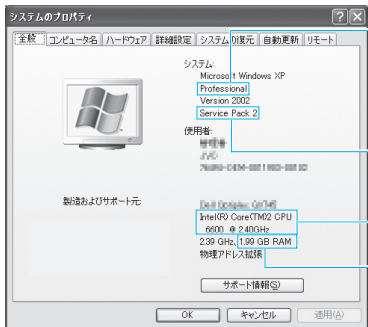 システムのプロパティ
全般 コンピュータ名 ハードウェア 詳細設定 システムの復元 自動更新 リモート
システム:
Microsoft Windows XP
Professional
Version 2002
Service Pack 2
使用者:
製造およびサポート元:
Intel(R) Core(TM)2 CPU
6600 @ 2.40GHz
2.39 GHz、1.99 GB RAM
物理アドレス拡張
サポート情報(S)
OK キャンセル 適用(A)